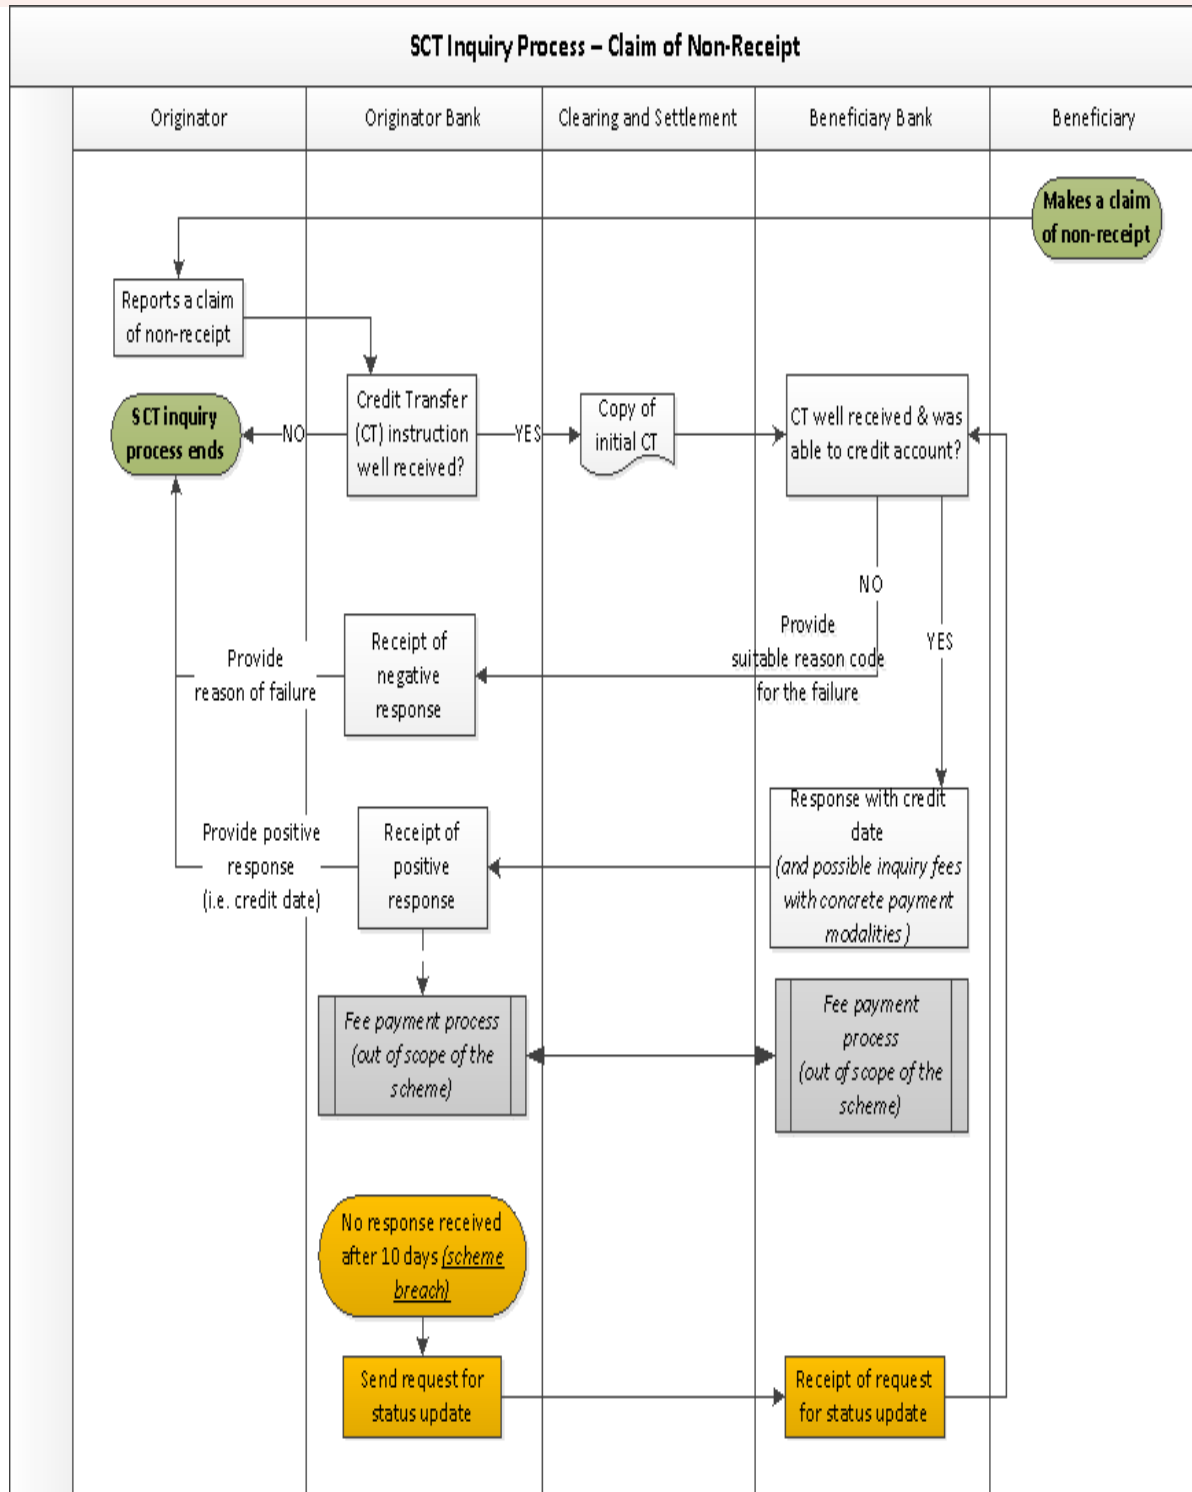 SCT Inquiry Process – Claim of Non-Receipt
Originator
Originator Bank
Clearing and Settlement
Beneficiary Bank
Beneficiary
Makes a claim
of non-receipt
Reports a claim
of non-receipt
SCT inquiry
process ends
NO
Credit Transfer
(CT) instruction
well received?
YES
Copy of
initial CT
CT well received & was
able to credit account?
NO
YES
Provide
suitable reason code
for the failure
Receipt of
negative
response
Provide
reason of failure
Response with credit
date
(and possible inquiry fees
with concrete payment
modalities)
Receipt of
positive
response
Provide positive
response
(i.e. credit date)
Fee payment process
(out of scope of the
scheme)
Fee payment
process
(out of scope of the
scheme)
No response received
after 10 days (scheme
breach)
Send request for
status update
Receipt of request
for status update